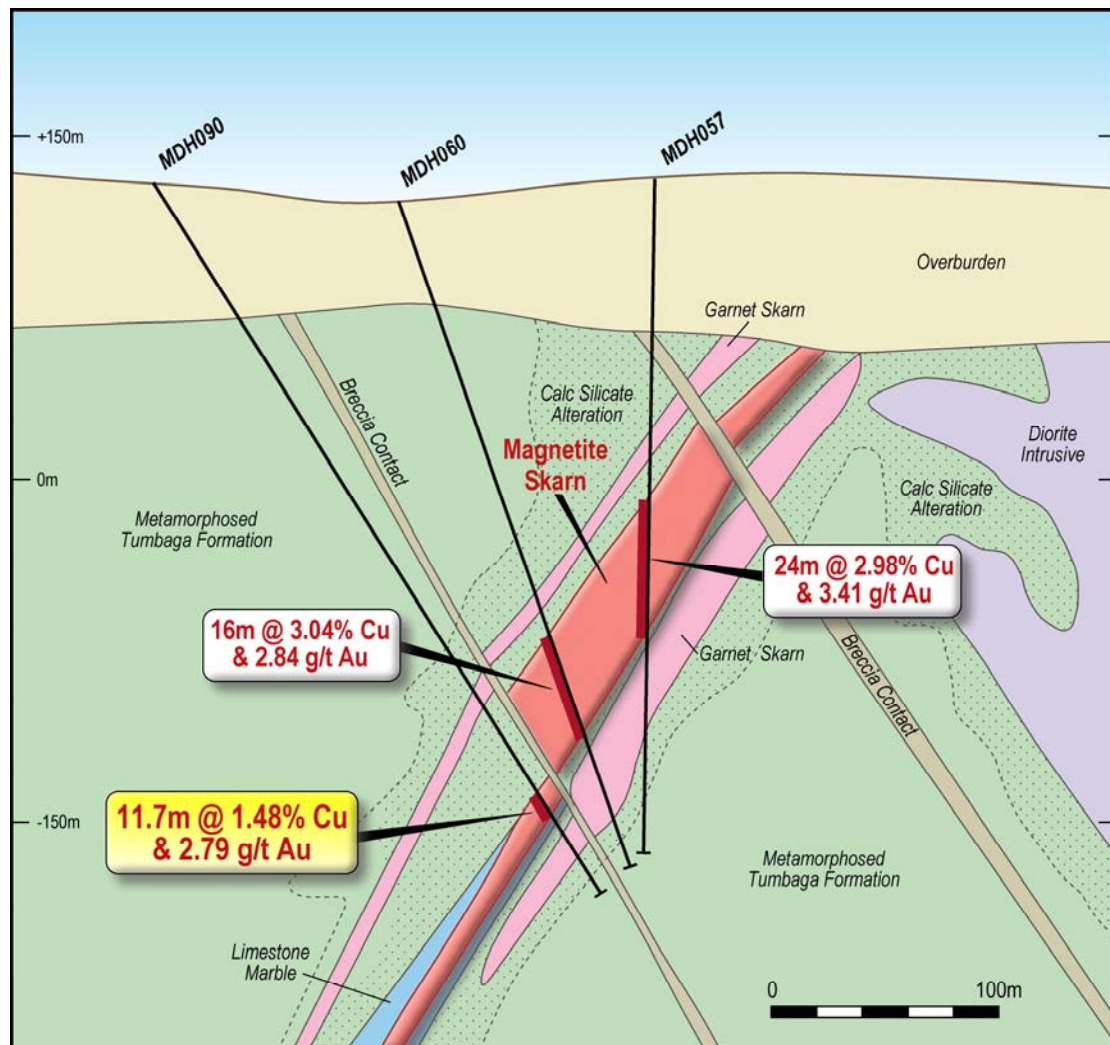 +150m
MDH090
MDH060
MDH057
Overburden
Garnet Skarn
Breccia Contact
Calc Silicate
Alteration
Diorite
Intrusive
Magnetite
Skarn
0m
Calc Silicate
Alteration
Metamorphosed
Tumbaga Formation
24m @ 2.98% Cu
& 3.41 g/t Au
16m @ 3.04% Cu
& 2.84 g/t Au
Garnet Skarn
Breccia Contact
-150m
11.7m @ 1.48% Cu
& 2.79 g/t Au
Metamorphosed
Tumbaga Formation
Limestone
Marble
0
100m